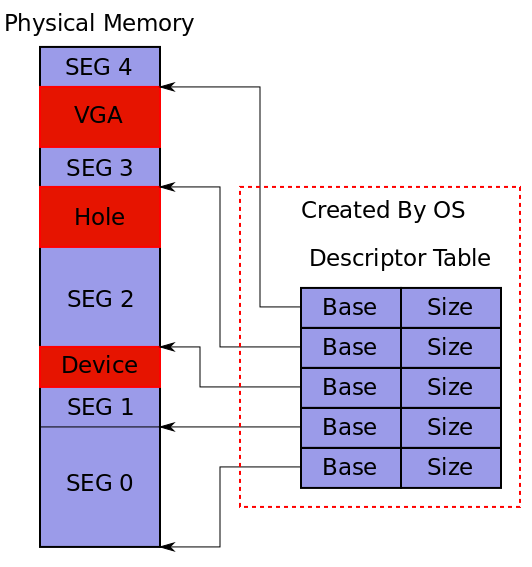 Physical Memory
SEG 4
VGA
SEG 3
Hole
SEG 2
Device
SEG 1
SEG 0
Created By OS
Descriptor Table
Base Size
Base Size
Base Size
Base Size
Base Size